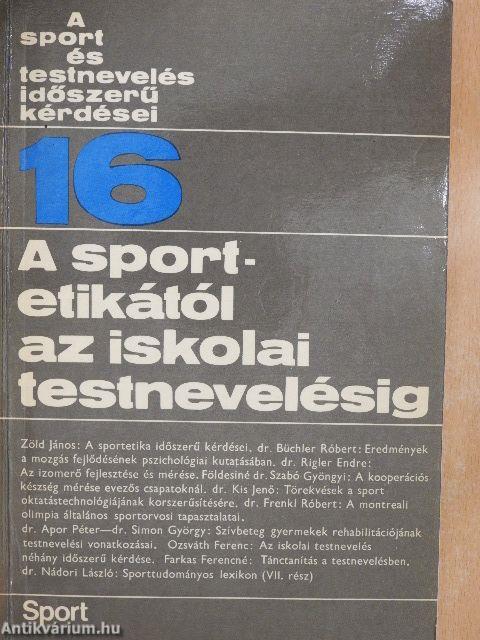 A
sport
és
testnevelés
időszerű
kérdései
16
A sport-
etikától
az iskolai
testnevelésig
Zöld János: A sportetika időszerű kérdései, dr. Büchler Róbert: Eredmények
a mozgás fejlődésének pszichológiai kutatásában. dr. Rigler Endre:
Az izomerő fejlesztése és mérése. Földesiné dr. Szabó Gyöngyi: A kooperációs
készség mérése evezős csapatoknál. dr. Kis Jenő: Törekvések a sport
oktatástechnológiájának korszerűsítésére. dr. Frenkl Róbert: A montreali
olimpia általános sportorvosi tapasztalatai.
dr. Apor Péter—dr. Simon György: Szívbeteg gyermekek rehabilitációjának
testnevelési vonatkozásai. Ozsváth Ferenc: Az iskolai testnevelés
néhány időszerű kérdése. Farkas Ferencné: Tánctanítás a testnevelésben.
dr. Nádori László: Sporttudományos lexikon (VII. rész)
Sport
Antikvárium.hu